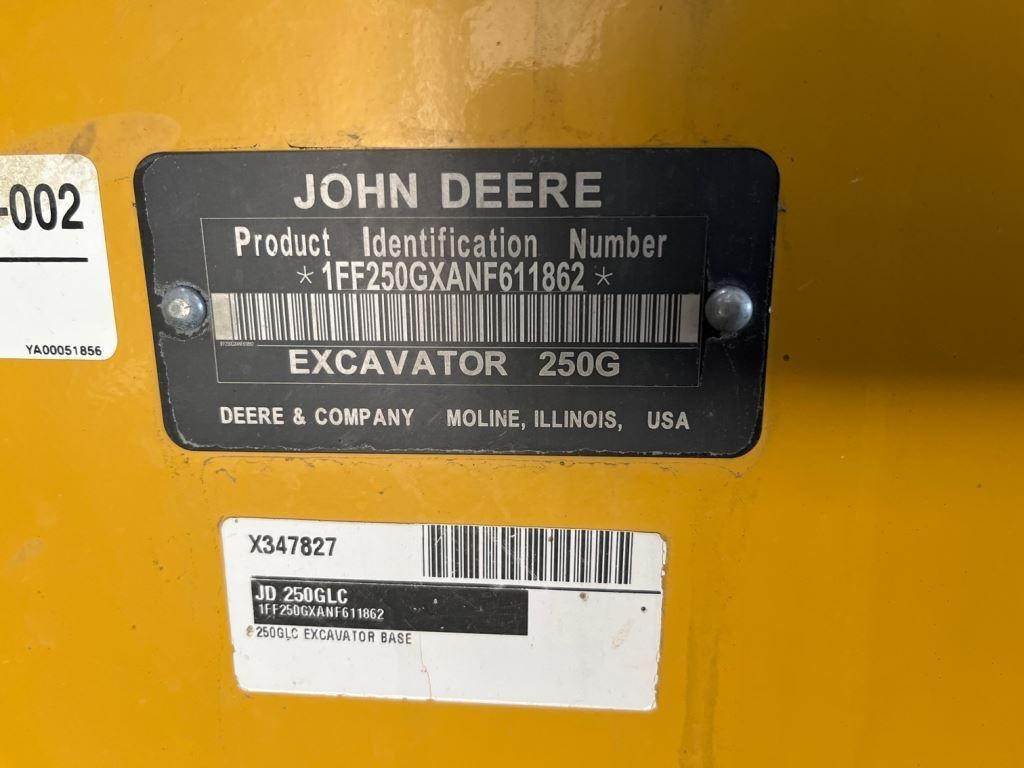 -002
YA00051856
JOHN DEERE
Product Identification Number
*1FF250GXANF611862*
EXCAVATOR 250G
DEERE & COMPANY MOLINE, ILLINOIS, USA
X347827
JD 250GLC
1FF250GXANF611862
250GLC EXCAVATOR BASE